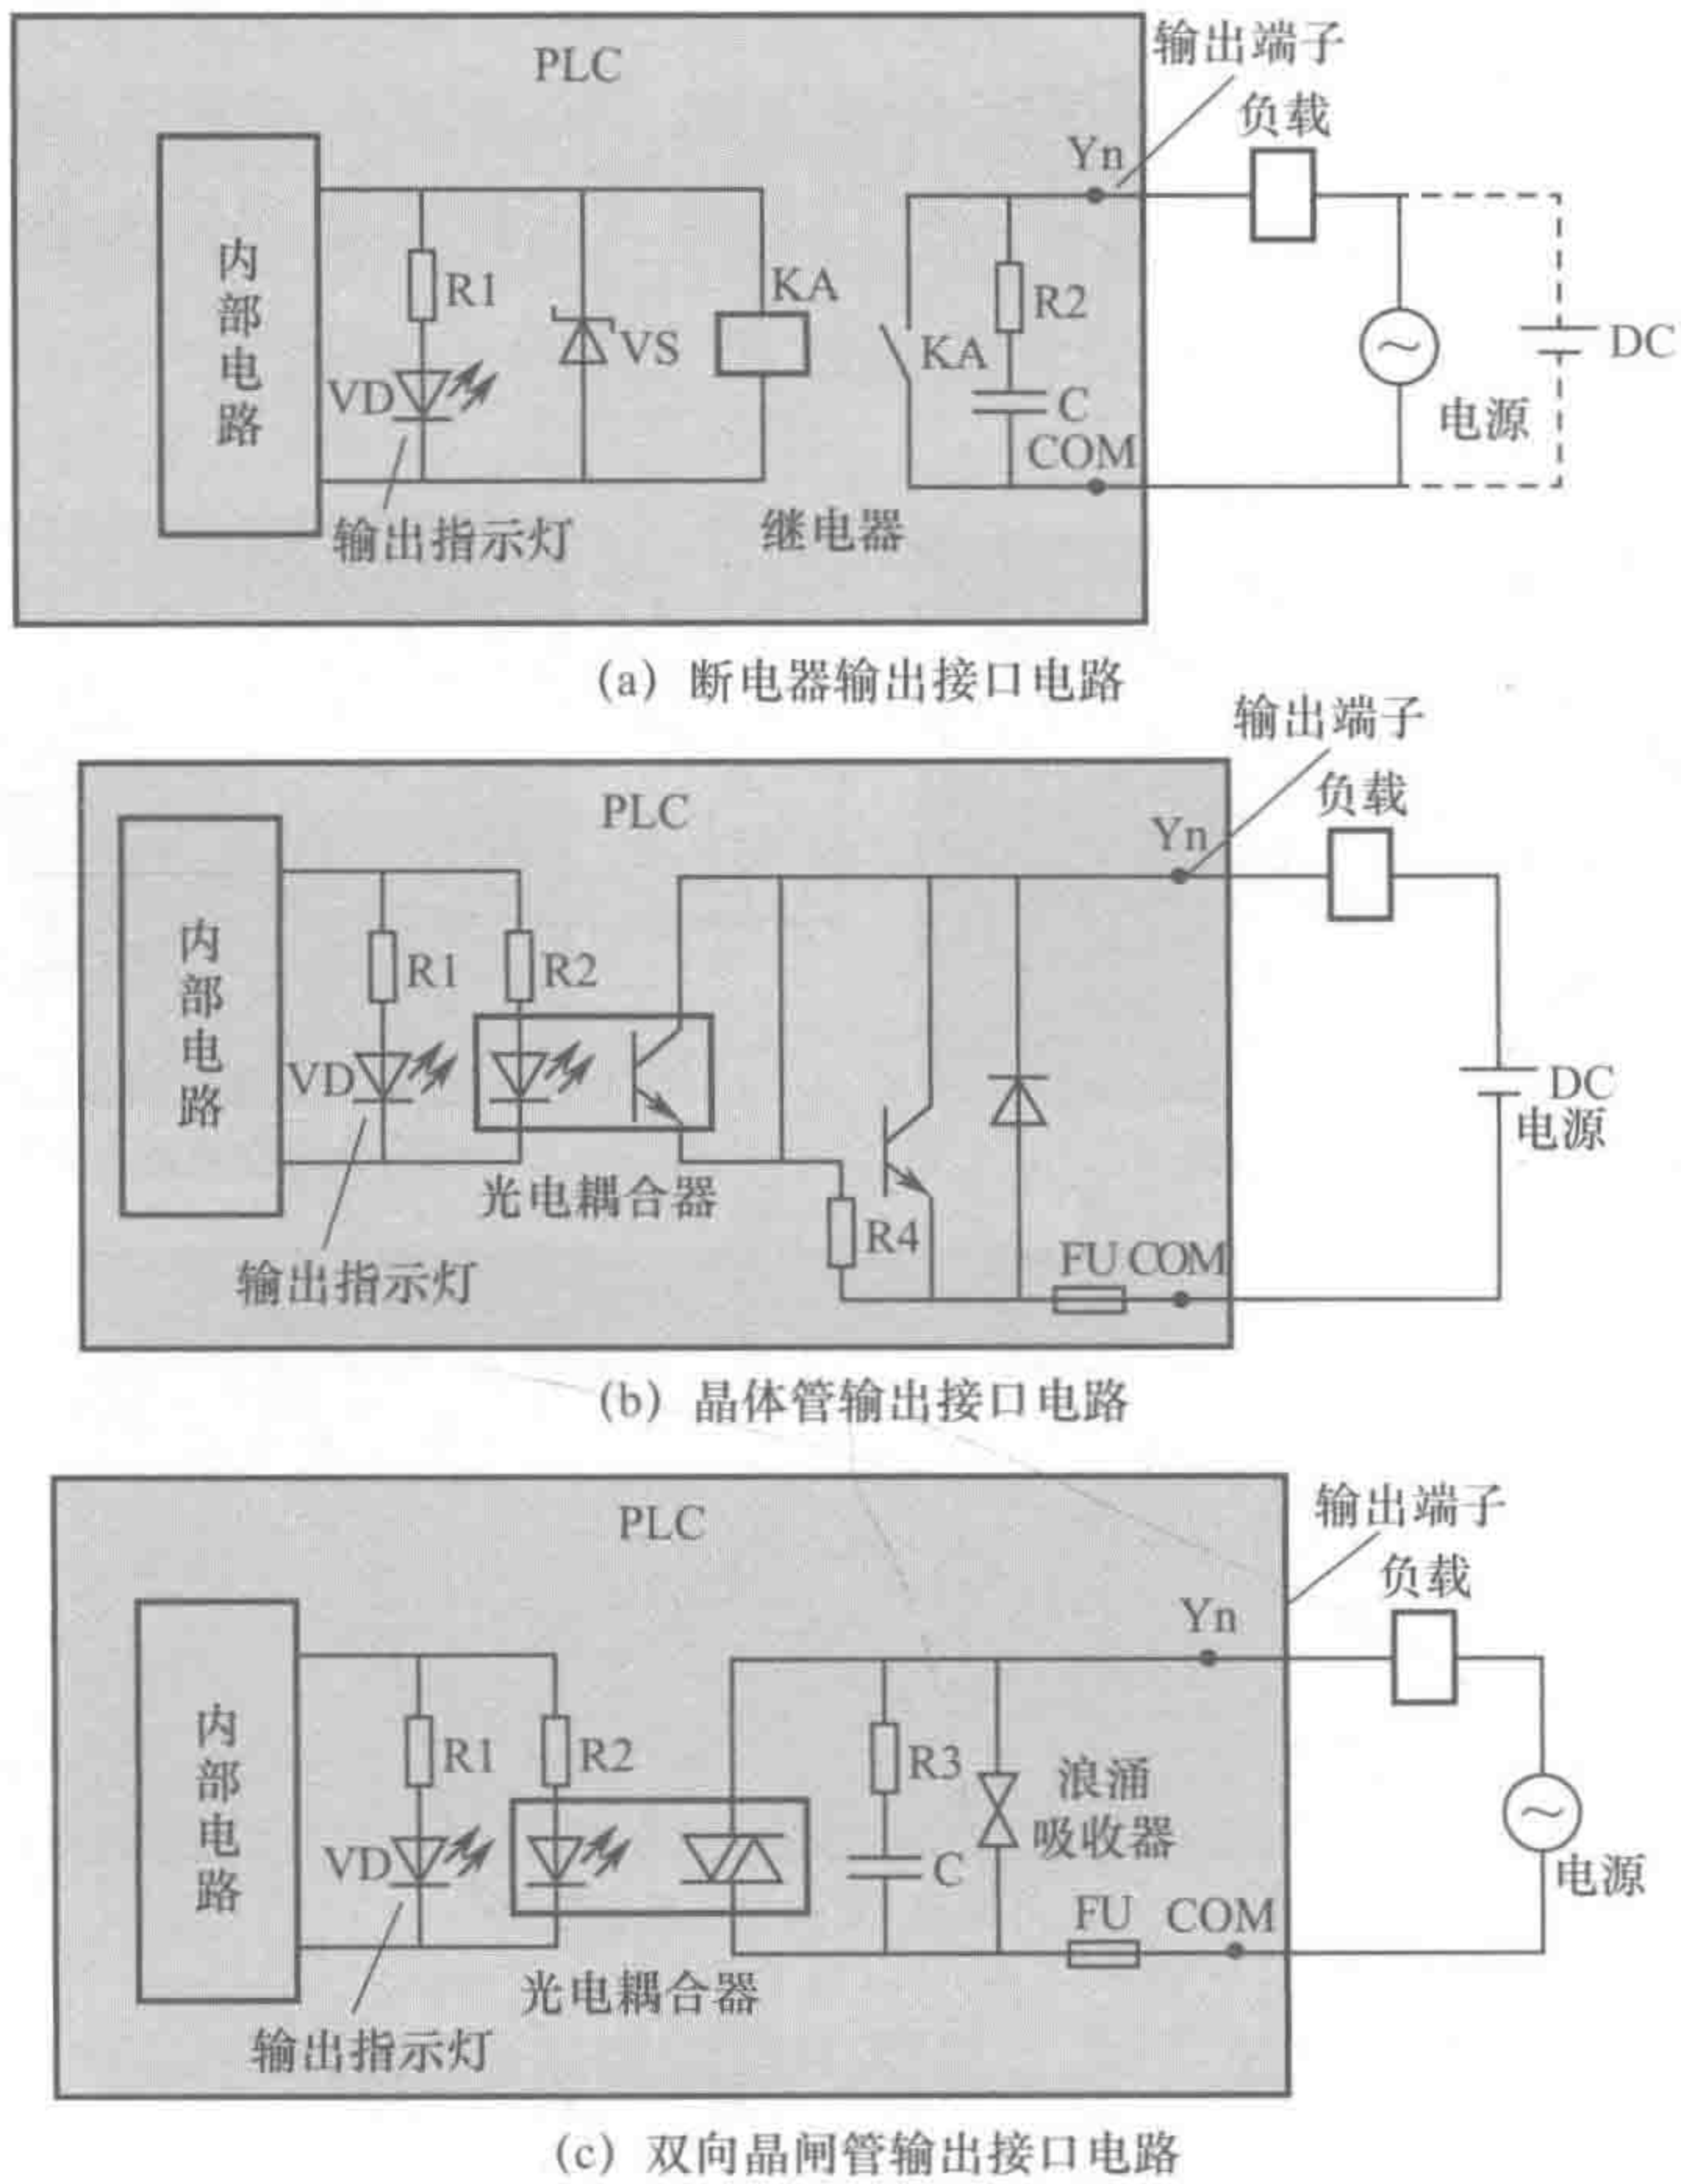 PLC
输出端子
负载
Yn
内部电路
R1
VD
VS
KA
KA
R2
C
COM
电源
DC
输出指示灯
继电器
(a) 断电器输出接口电路
PLC
输出端子
负载
Yn
内部电路
R1
R2
VD
光电耦合器
R4
FU COM
DC
电源
输出指示灯
(b) 晶体管输出接口电路
PLC
输出端子
负载
Yn
内部电路
R1
R2
VD
R3
C
浪涌
吸收器
FU COM
电源
光电耦合器
输出指示灯
(c) 双向晶闸管输出接口电路